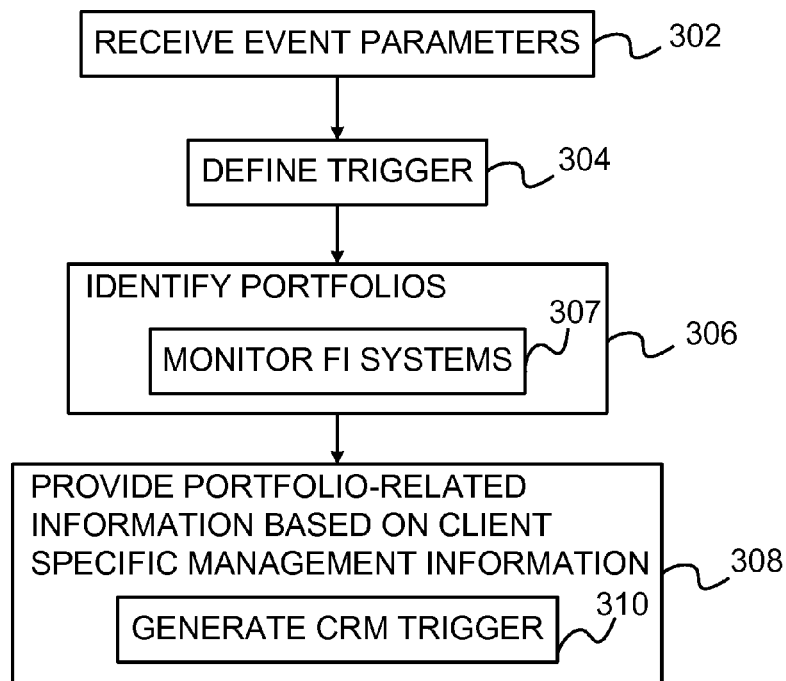 RECEIVE EVENT PARAMETERS
302
DEFINE TRIGGER
304
IDENTIFY PORTFOLIOS
307
MONITOR FI SYSTEMS
306
PROVIDE PORTFOLIO-RELATED
INFORMATION BASED ON CLIENT
SPECIFIC MANAGEMENT INFORMATION
308
310
GENERATE CRM TRIGGER